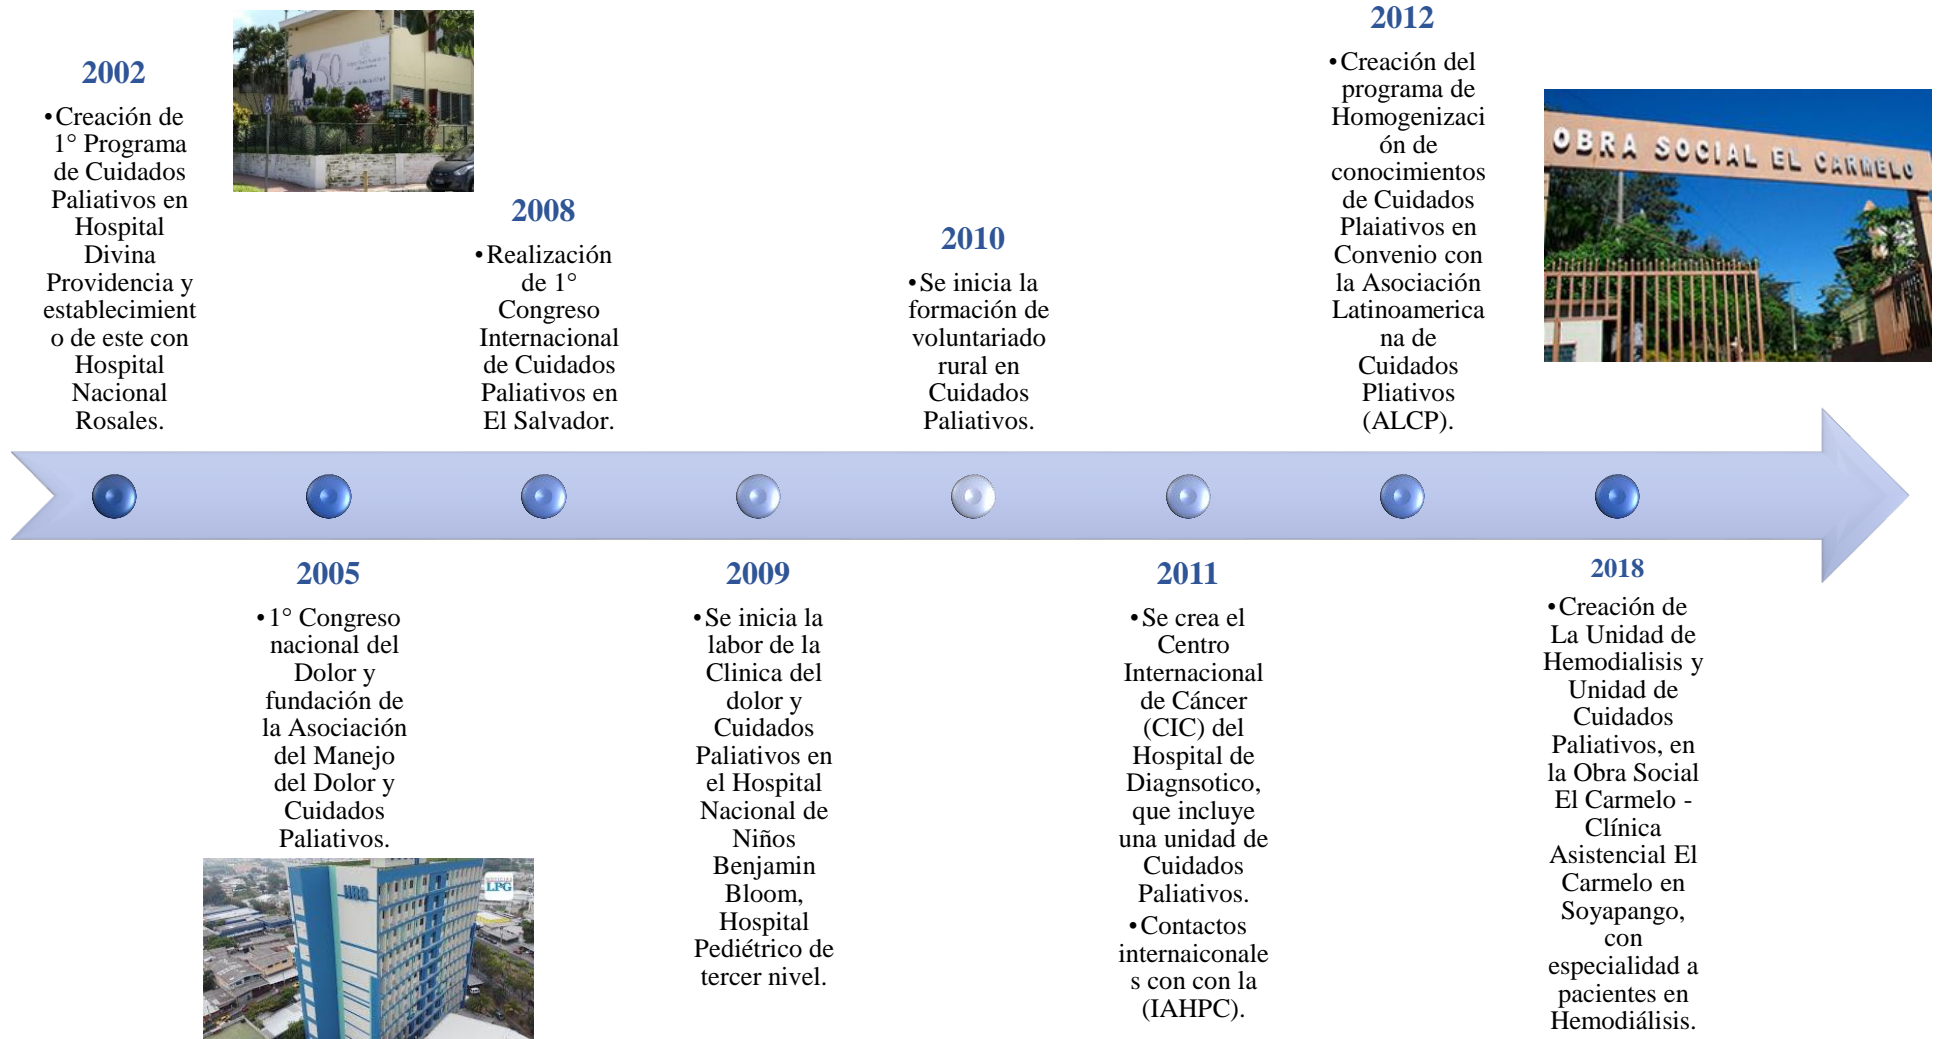 2002
•Creación de
1° Programa
de Cuidados
Paliativos en
Hospital
Divina
Providencia y
establecimient
o de este con
Hospital
Nacional
Rosales.
50
2008
•Realización
de 1°
Congreso
Internacional
de Cuidados
Paliativos en
El Salvador.
2010
•Se inicia la
formación de
voluntariado
rural en
Cuidados
Paliativos.
2012
•Creación del
programa de
Homogenizaci
ón de
conocimientos
de Cuidados
Plaiativos en
Convenio con
la Asociación
Latinoamerica
na de
Cuidados
Pliativos
(ALCP).
OBRA SOCIAL EL CARMELO
2005
•1° Congreso
nacional del
Dolor y
fundación de
la Asociación
del Manejo
del Dolor y
Cuidados
Paliativos.
HBB
LPG
2009
•Se inicia la
labor de la
Clinica del
dolor y
Cuidados
Paliativos en
el Hospital
Nacional de
Niños
Benjamin
Bloom,
Hospital
Pediétrico de
tercer nivel.
2011
•Se crea el
Centro
Internacional
de Cáncer
(CIC) del
Hospital de
Diagnsotico,
que incluye
una unidad de
Cuidados
Paliativos.
•Contactos
internaiconale
s con con la
(IAHPC).
2018
•Creación de
La Unidad de
Hemodialisis y
Unidad de
Cuidados
Paliativos, en
la Obra Social
El Carmelo -
Clínica
Asistencial El
Carmelo en
Soyapango,
con
especialidad a
pacientes en
Hemodiálisis.